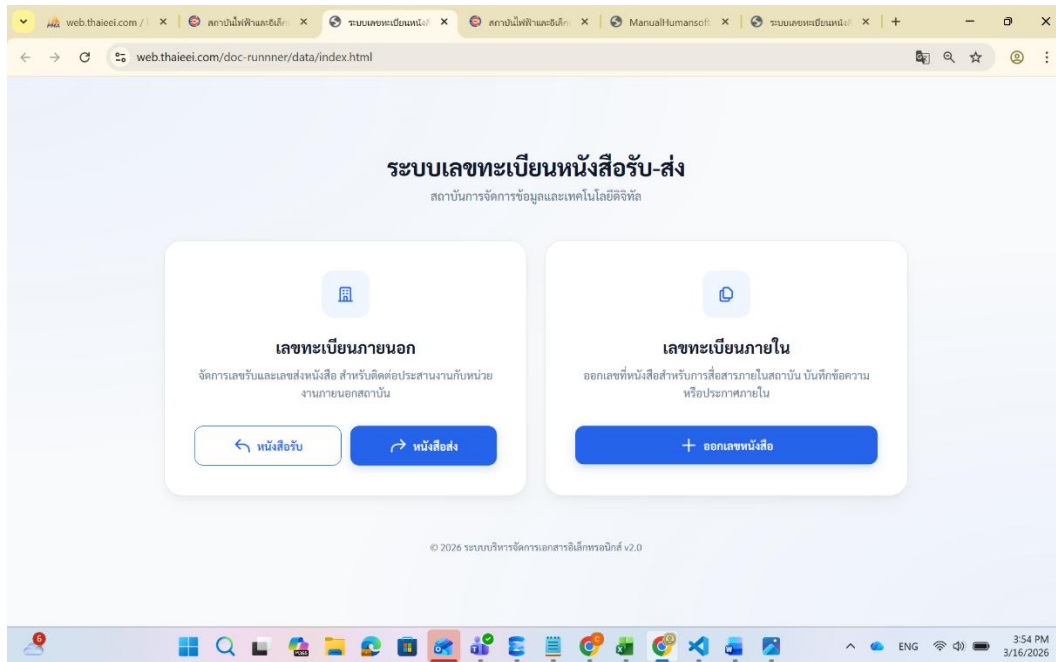 web.thaieei.com /
สถาบันไฟฟ้าและอิเล็ก
ระบบเลขทะเบียนหนังสื
สถาบันไฟฟ้าและอิเล็ก
ManualHumansoft
ระบบเลขทะเบียนหนังสื
web.thaieei.com/doc-runnner/data/index.html
ระบบเลขทะเบียนหนังสือรับ-ส่ง
สถาบันการจัดการข้อมูลและเทคโนโลยีดิจิทัล
เลขทะเบียนภายนอก
จัดการเลขรับและเลขส่งหนังสือ สำหรับติดต่อประสานงานกับหน่วย
งานภายนอกสถาบัน
หนังสือรับ
หนังสือส่ง
เลขทะเบียนภายใน
ออกเลขที่หนังสือสำหรับการสื่อสารภายในสถาบัน บันทึกข้อความ
หรือประกาศภายใน
ออกเลขหนังสือ
© 2026 ระบบบริหารจัดการเอกสารอิเล็กทรอนิกส์ v2.0
6
ENG
3:54 PM
3/16/2026